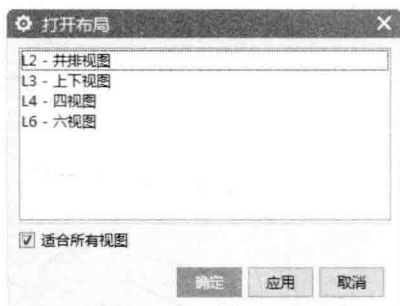 打开布局
L2 - 并排视图
L3 - 上下视图
L4 - 四视图
L6 - 六视图
适合所有视图
确定 应用 取消